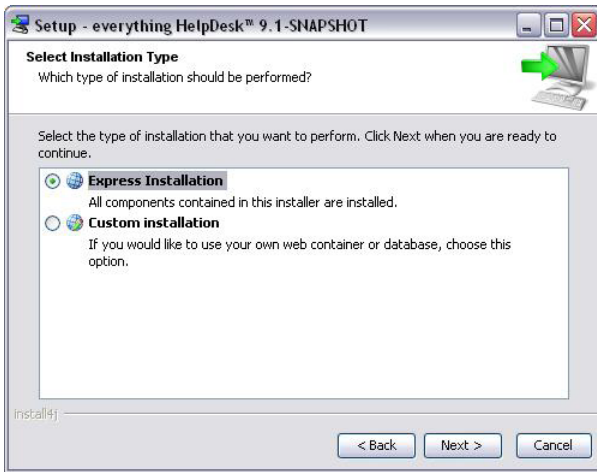 Setup - everything HelpDesk™ 9.1-SNAPSHOT
Select Installation Type
Which type of installation should be performed?
Select the type of installation that you want to perform. Click Next when you are ready to
continue.
Express Installation
All components contained in this installer are installed.
Custom installation
If you would like to use your own web container or database, choose this
option.
install4j
< Back Next > Cancel